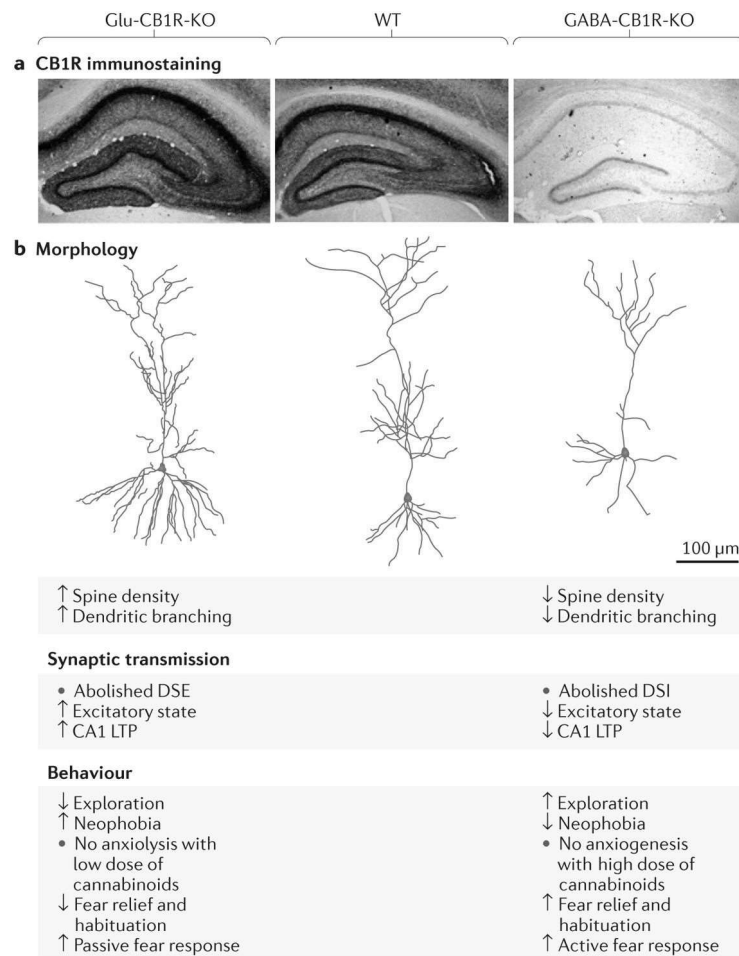 Glu-CB1R-KO WT GABA-CB1R-KO
a CB1R immunostaining
b Morphology
100 µm
↑ Spine density
↑ Dendritic branching
↓ Spine density
↓ Dendritic branching
Synaptic transmission
• Abolished DSE
↑ Excitatory state
↑ CA1 LTP
• Abolished DSI
↓ Excitatory state
↓ CA1 LTP
Behaviour
↓ Exploration
↑ Neophobia
• No anxiolysis with
low dose of
cannabinoids
↓ Fear relief and
habituation
↑ Passive fear response
↑ Exploration
↓ Neophobia
• No anxiogenesis
with high dose of
cannabinoids
↑ Fear relief and
habituation
↑ Active fear response